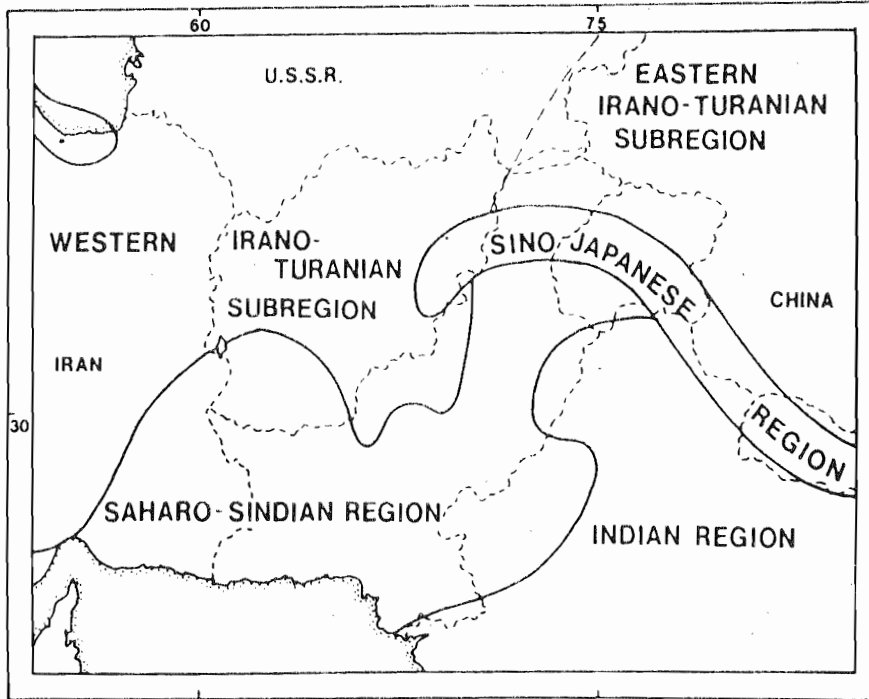 60 75
U.S.S.R.
EASTERN
IRANO-TURANIAN
SUBREGION
WESTERN IRANO-
TURANIAN
SUBREGION
SINO-JAPANESE
REGION
CHINA
IRAN
30
SAHARO-SINDIAN REGION
INDIAN REGION